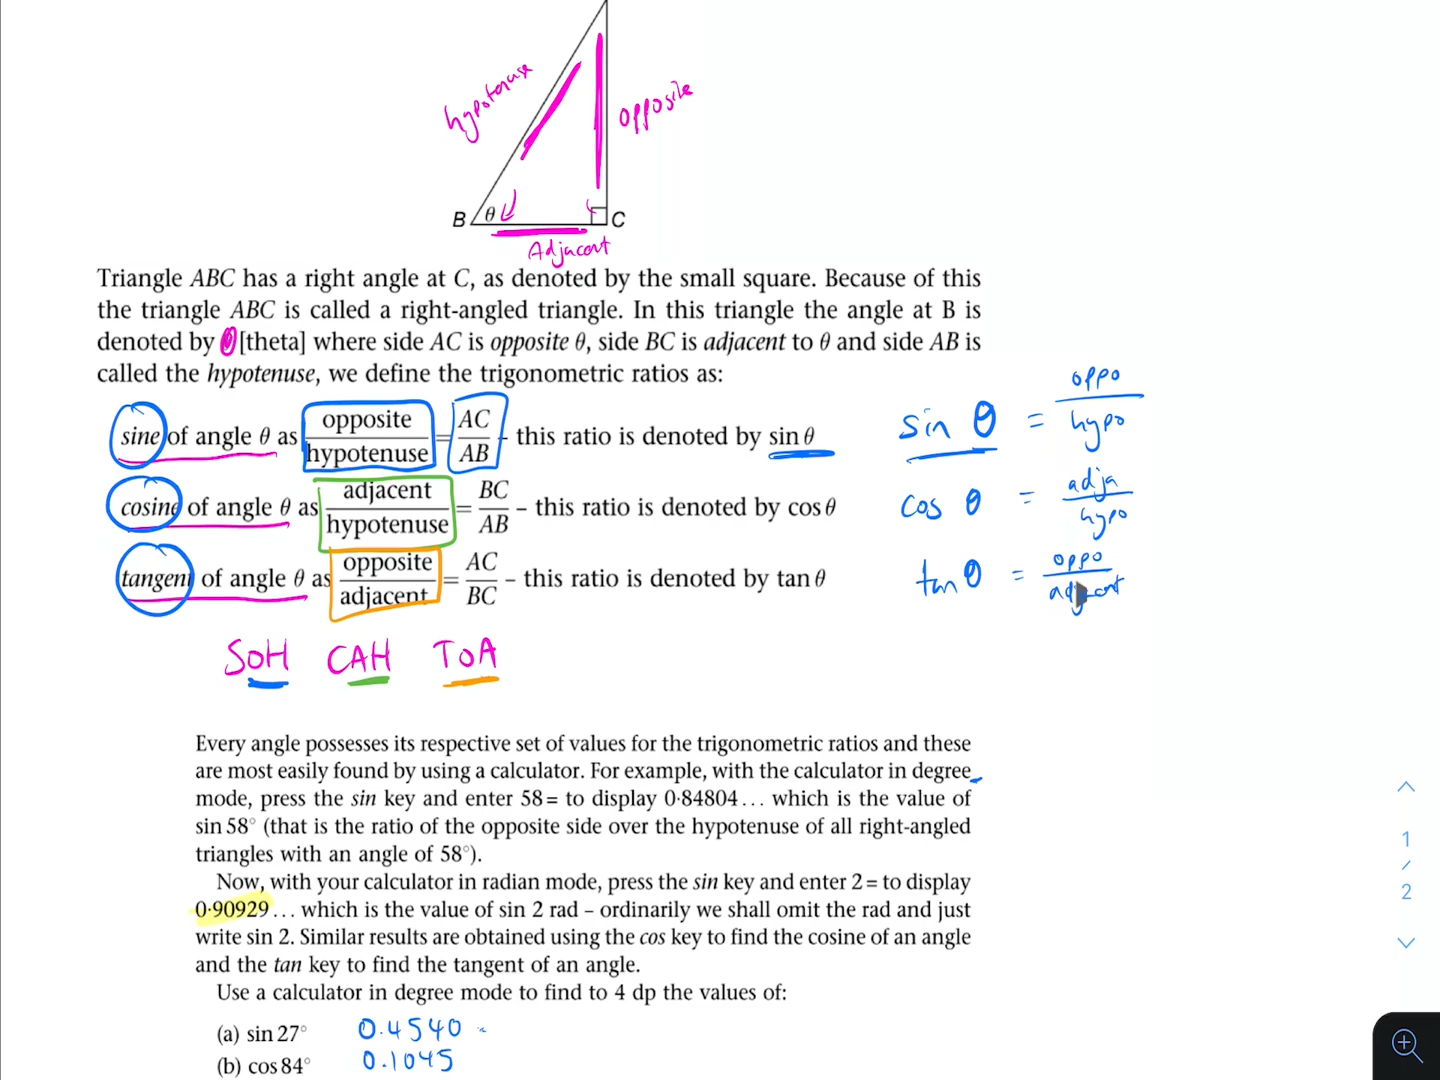 hypotenuse
opposite
B θ C
Adjacent
Triangle ABC has a right angle at C, as denoted by the small square. Because of this
the triangle ABC is called a right-angled triangle. In this triangle the angle at B is
denoted by θ [theta] where side AC is opposite θ, side BC is adjacent to θ and side AB is
called the hypotenuse, we define the trigonometric ratios as:
sine of angle θ as opposite/hypotenuse = AC/AB - this ratio is denoted by sin θ
sin θ = oppo/hypo
cosine of angle θ as adjacent/hypotenuse = BC/AB – this ratio is denoted by cos θ
cos θ = adja/hypo
tangent of angle θ as opposite/adjacent = AC/BC – this ratio is denoted by tan θ
tan θ = oppo/adjacent
SOH CAH TOA
Every angle possesses its respective set of values for the trigonometric ratios and these
are most easily found by using a calculator. For example, with the calculator in degree
mode, press the sin key and enter 58 = to display 0·84804... which is the value of
sin 58° (that is the ratio of the opposite side over the hypotenuse of all right-angled
triangles with an angle of 58°).
Now, with your calculator in radian mode, press the sin key and enter 2 = to display
0·90929... which is the value of sin 2 rad – ordinarily we shall omit the rad and just
write sin 2. Similar results are obtained using the cos key to find the cosine of an angle
and the tan key to find the tangent of an angle.
Use a calculator in degree mode to find to 4 dp the values of:
(a) sin 27° 0.4540
(b) cos 84° 0.1045
1
/
2